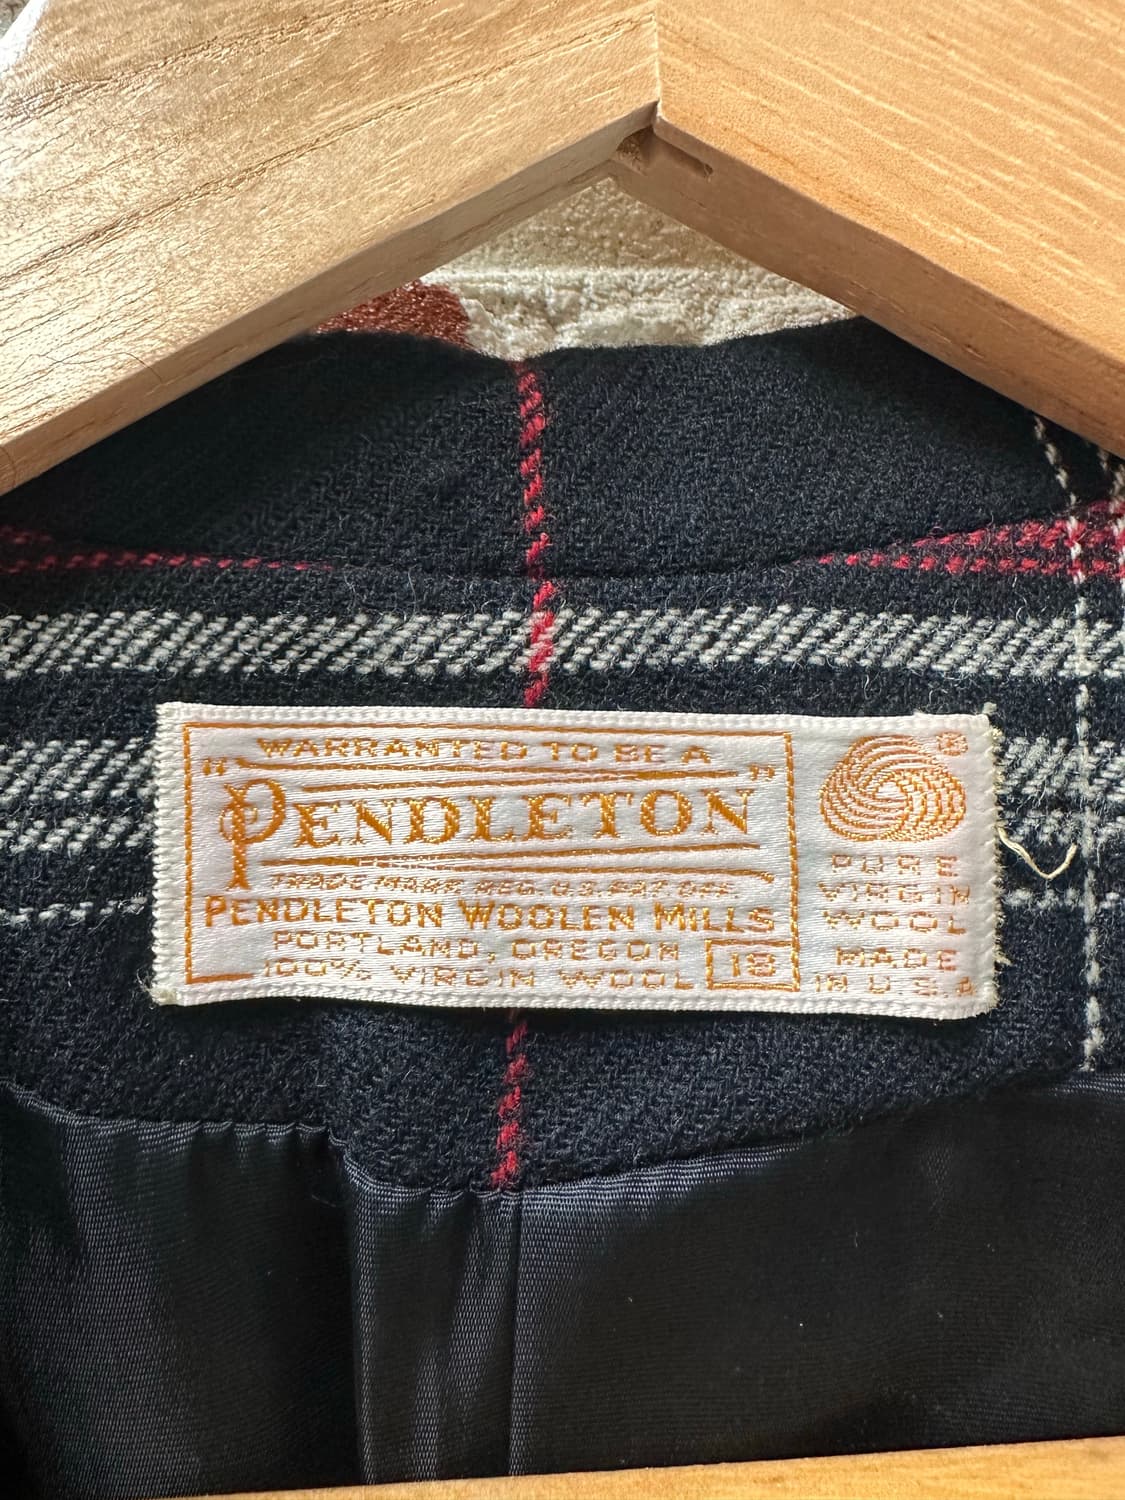 WARRANTED TO BE A
"PENDLETON"
TRADE MARK REG. U.S. PAT. OFF.
PENDLETON WOOLEN MILLS
PORTLAND, OREGON
100% VIRGIN WOOL
18
®
PURE
VIRGIN
WOOL
MADE
IN U.S.A